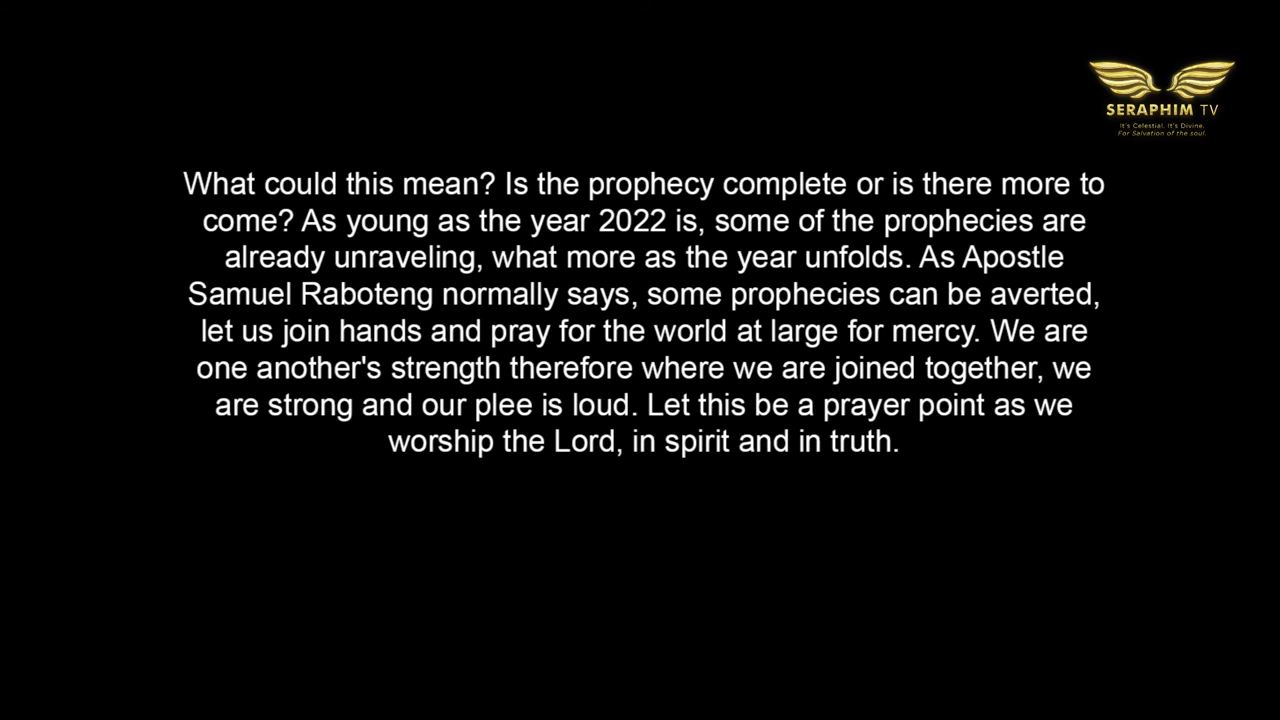 SERAPHIM TV
It's Celestial. It's Divine.
For Salvation of the soul.
What could this mean? Is the prophecy complete or is there more to
come? As young as the year 2022 is, some of the prophecies are
already unraveling, what more as the year unfolds. As Apostle
Samuel Raboteng normally says, some prophecies can be averted,
let us join hands and pray for the world at large for mercy. We are
one another's strength therefore where we are joined together, we
are strong and our plee is loud. Let this be a prayer point as we
worship the Lord, in spirit and in truth.